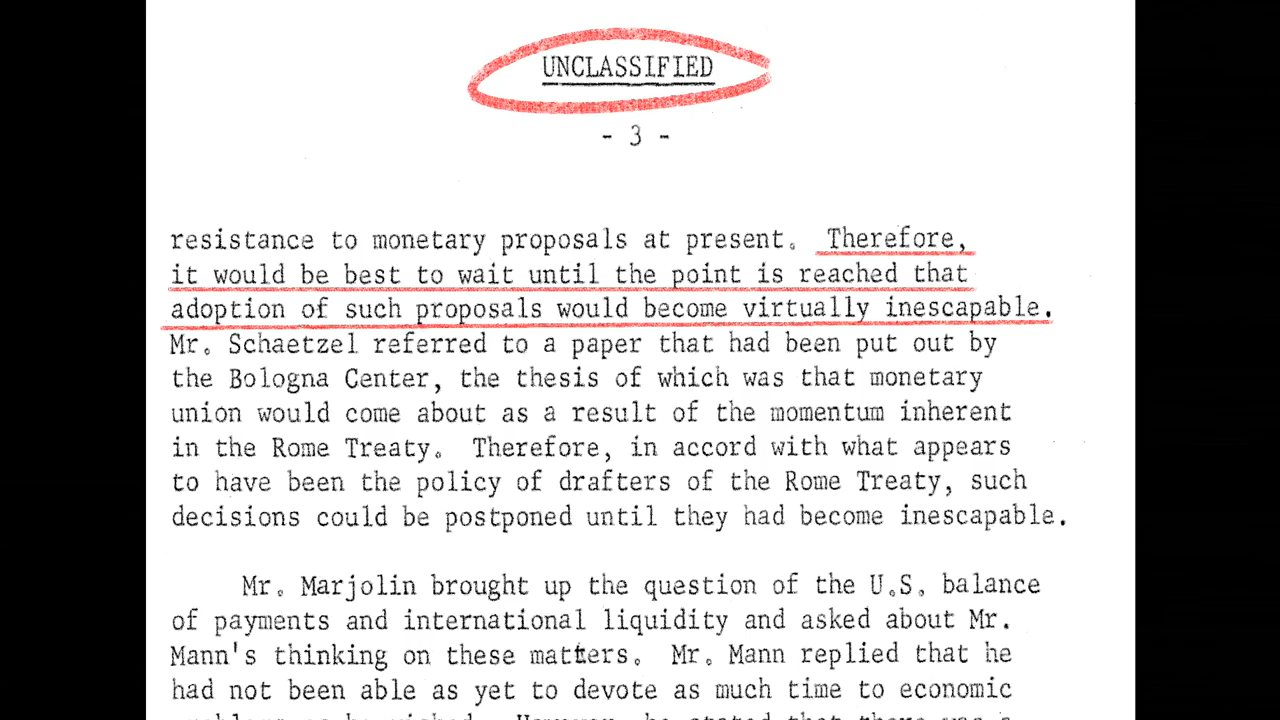 UNCLASSIFIED
- 3 -
resistance to monetary proposals at present. Therefore,
it would be best to wait until the point is reached that
adoption of such proposals would become virtually inescapable.
Mr. Schaetzel referred to a paper that had been put out by
the Bologna Center, the thesis of which was that monetary
union would come about as a result of the momentum inherent
in the Rome Treaty. Therefore, in accord with what appears
to have been the policy of drafters of the Rome Treaty, such
decisions could be postponed until they had become inescapable.
Mr. Marjolin brought up the question of the U.S. balance
of payments and international liquidity and asked about Mr.
Mann's thinking on these matters. Mr. Mann replied that he
had not been able as yet to devote as much time to economic